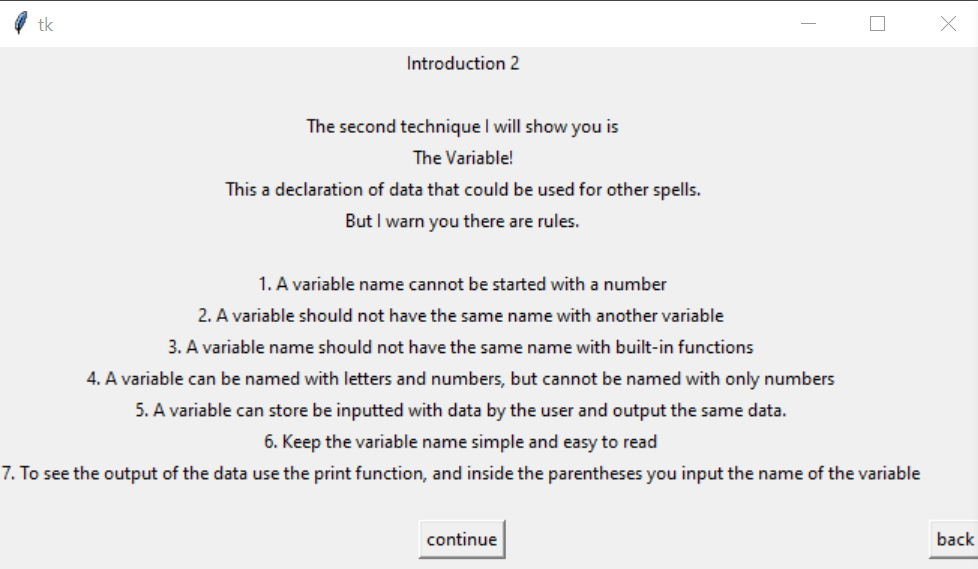 tk
Introduction 2
The second technique I will show you is
The Variable!
This a declaration of data that could be used for other spells.
But I warn you there are rules.
1. A variable name cannot be started with a number
2. A variable should not have the same name with another variable
3. A variable name should not have the same name with built-in functions
4. A variable can be named with letters and numbers, but cannot be named with only numbers
5. A variable can store be inputted with data by the user and output the same data.
6. Keep the variable name simple and easy to read
7. To see the output of the data use the print function, and inside the parentheses you input the name of the variable
continue
back